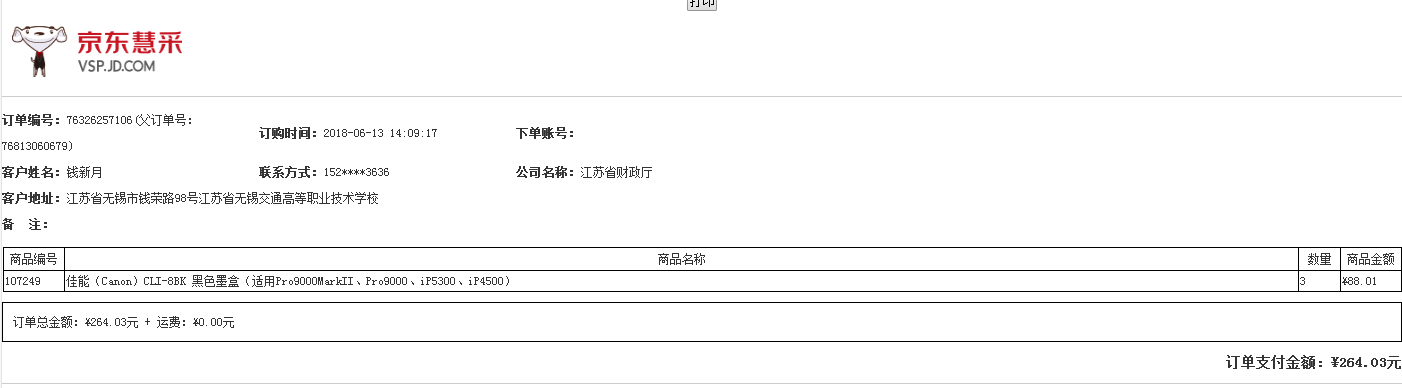 打印
京东慧采
VSP.JD.COM
订单编号：76326257106(父订单号：
76813060679)
订购时间：2018-06-13 14:09:17
下单账号：
客户姓名：钱新月
联系方式：152****3636
公司名称：江苏省财政厅
客户地址：江苏省无锡市钱荣路98号江苏省无锡交通高等职业技术学校
备 注：
商品编号 商品名称 数量 商品金额
107249 佳能（Canon）CLI-8BK 黑色墨盒（适用Pro9000MarkII、Pro9000、iP5300、iP4500） 3 ¥88.01
订单总金额：¥264.03元 + 运费：¥0.00元
订单支付金额：¥264.03元